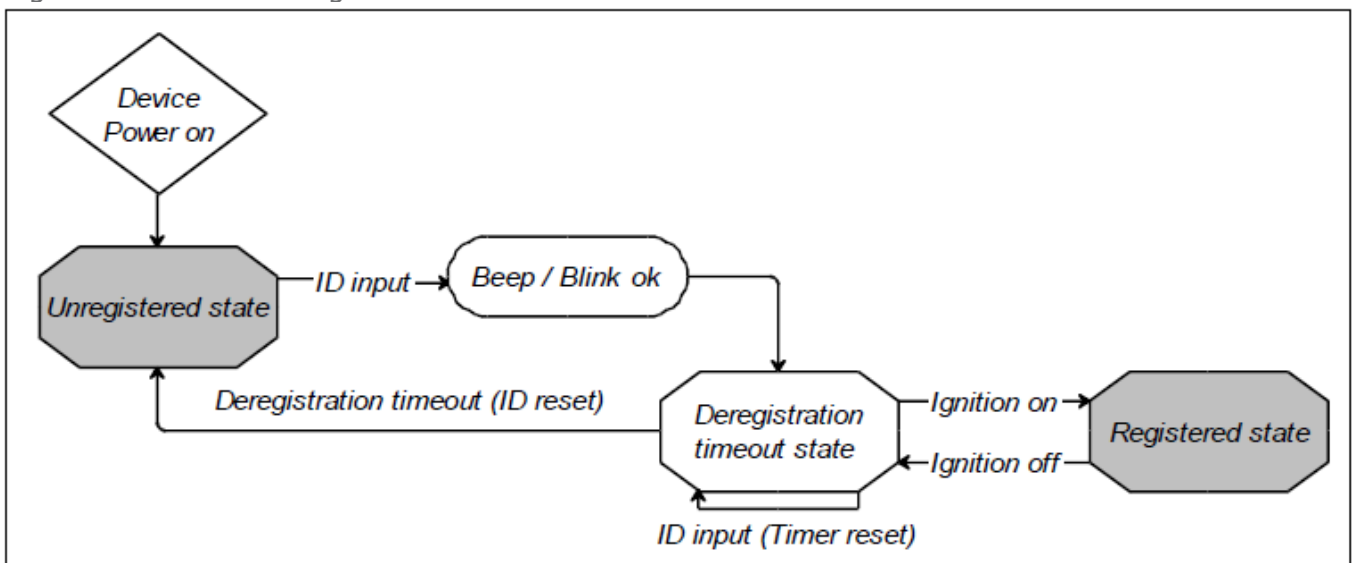 Device
Power on
Unregistered state
ID input
Beep / Blink ok
Deregistration timeout (ID reset)
Deregistration
timeout state
Ignition on
Ignition off
Registered state
ID input (Timer reset)